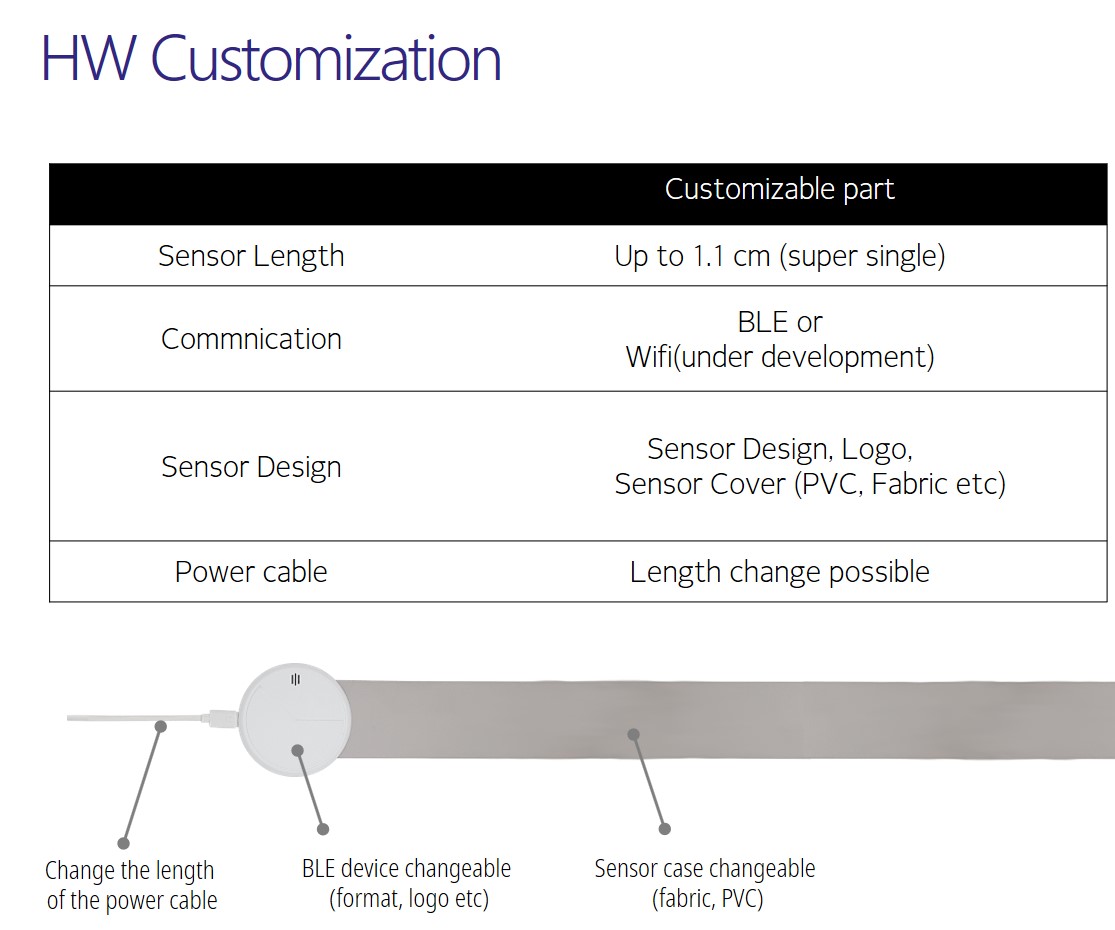 HW Customization
Customizable part
Sensor Length
Up to 1.1 cm (super single)
Commnication
BLE or
Wifi(under development)
Sensor Design
Sensor Design, Logo,
Sensor Cover (PVC, Fabric etc)
Power cable
Length change possible
Change the length
of the power cable
BLE device changeable
(format, logo etc)
Sensor case changeable
(fabric, PVC)